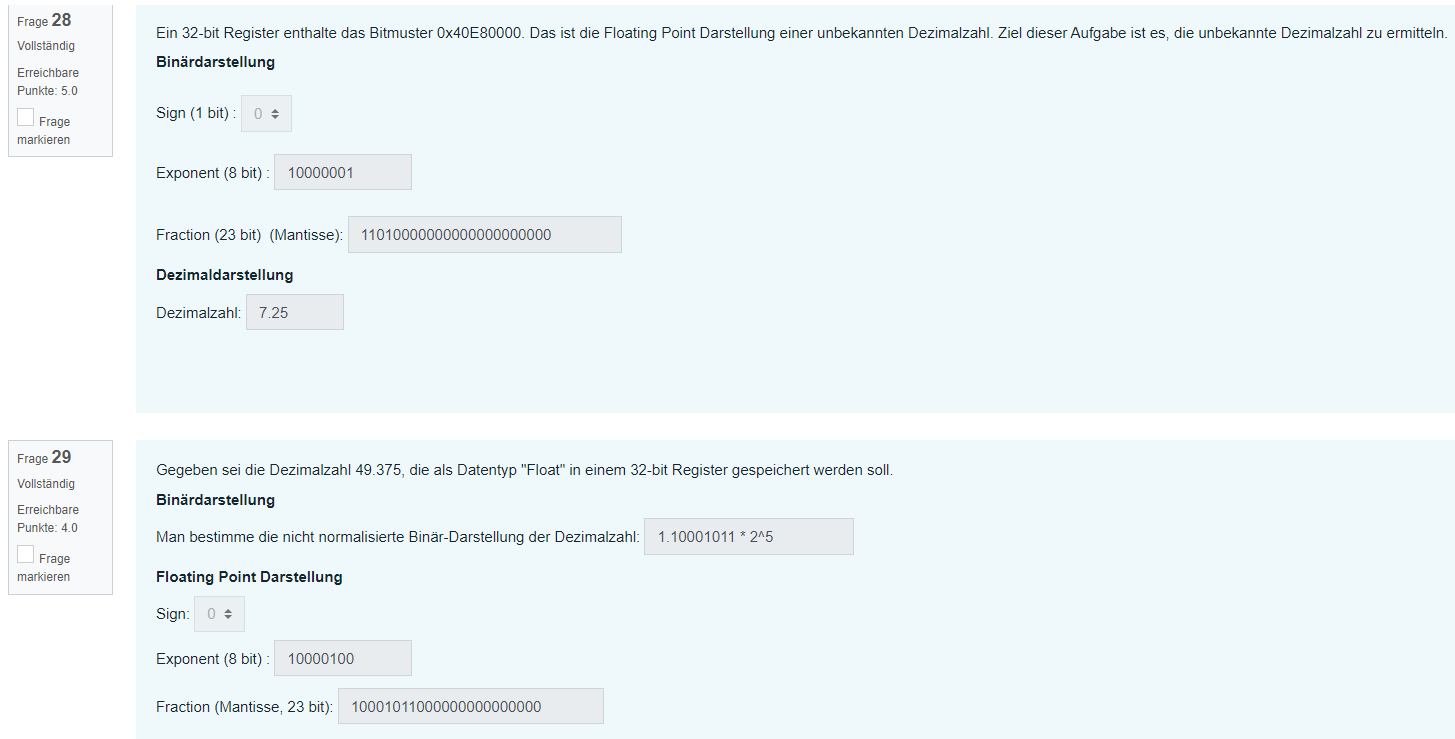 Frage 28
Vollständig
Erreichbare
Punkte: 5.0
Frage
markieren
Ein 32-bit Register enthalte das Bitmuster 0x40E80000. Das ist die Floating Point Darstellung einer unbekannten Dezimalzahl. Ziel dieser Aufgabe ist es, die unbekannte Dezimalzahl zu ermitteln.
Binärdarstellung
Sign (1 bit) : 0
Exponent (8 bit) : 10000001
Fraction (23 bit) (Mantisse): 11010000000000000000000
Dezimaldarstellung
Dezimalzahl: 7.25
Frage 29
Vollständig
Erreichbare
Punkte: 4.0
Frage
markieren
Gegeben sei die Dezimalzahl 49.375, die als Datentyp "Float" in einem 32-bit Register gespeichert werden soll.
Binärdarstellung
Man bestimme die nicht normalisierte Binär-Darstellung der Dezimalzahl: 1.10001011 * 2^5
Floating Point Darstellung
Sign: 0
Exponent (8 bit) : 10000100
Fraction (Mantisse, 23 bit): 10001011000000000000000